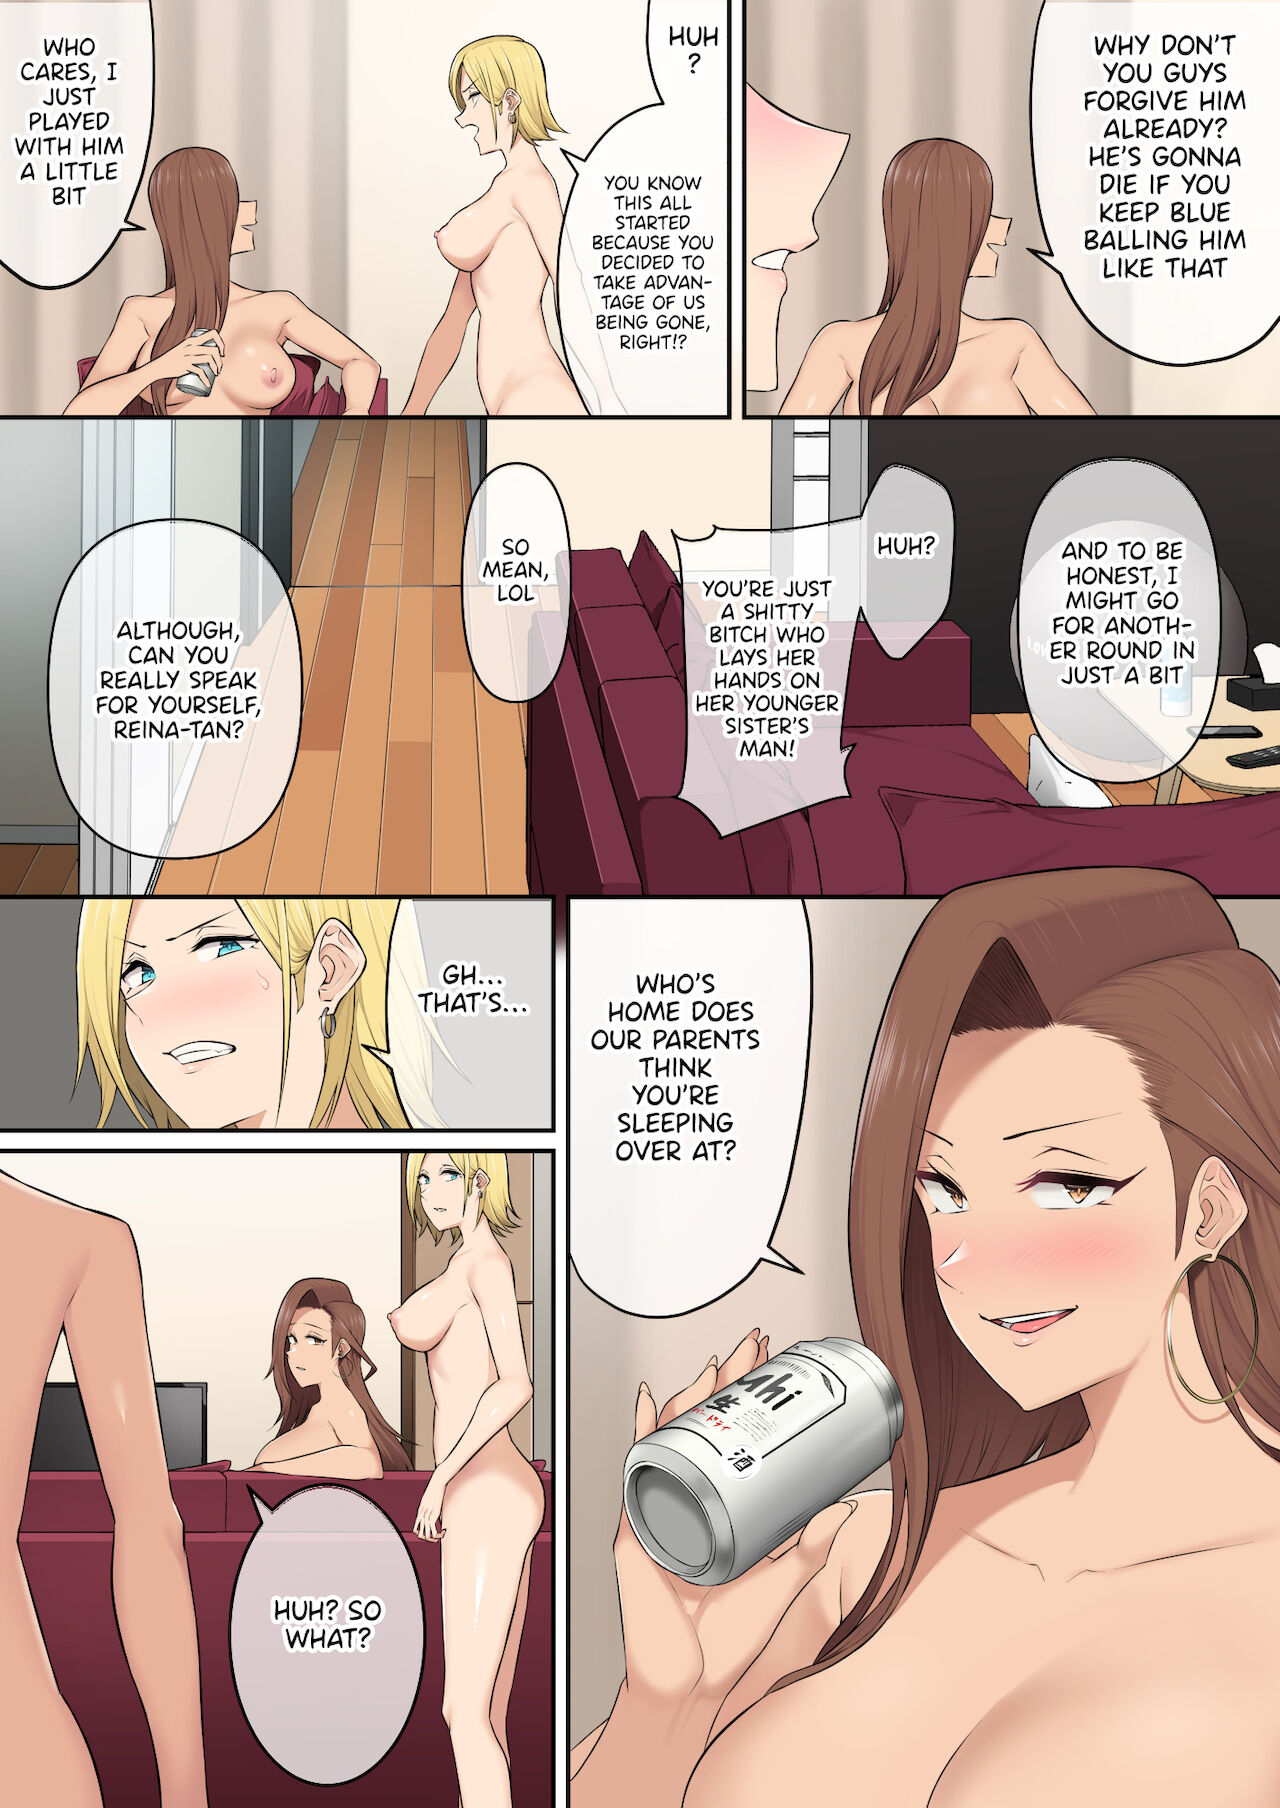 WHY DON'T
YOU GUYS
FORGIVE HIM
ALREADY?
HE'S GONNA
DIE IF YOU
KEEP BLUE
BALLING HIM
LIKE THAT
HUH
?
YOU KNOW
THIS ALL
STARTED
BECAUSE YOU
DECIDED TO
TAKE ADVAN-
TAGE OF US
BEING GONE,
RIGHT!?
WHO
CARES, I
JUST
PLAYED
WITH HIM
A LITTLE
BIT
AND TO BE
HONEST, I
MIGHT GO
FOR ANOTH-
ER ROUND IN
JUST A BIT
HUH?
YOU'RE JUST
A SHITTY
BITCH WHO
LAYS HER
HANDS ON
HER YOUNGER
SISTER'S
MAN!
SO
MEAN,
LOL
ALTHOUGH,
CAN YOU
REALLY SPEAK
FOR YOURSELF,
REINA-TAN?
WHO'S
HOME DOES
OUR PARENTS
THINK
YOU'RE
SLEEPING
OVER AT?
生
酒
GH...
THAT'S...
HUH? SO
WHAT?